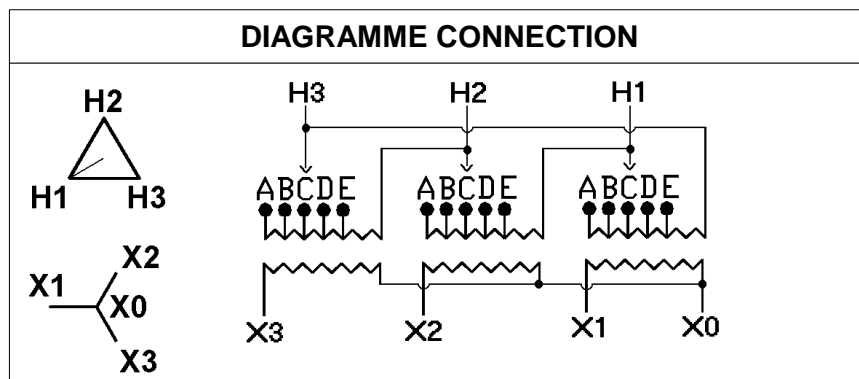 DIAGRAMME CONNECTION
H2
H1 H3
X2
X1 X0
X3
H3 H2 H1
ABCDE ABCDE ABCDE
X3 X2 X1 X0